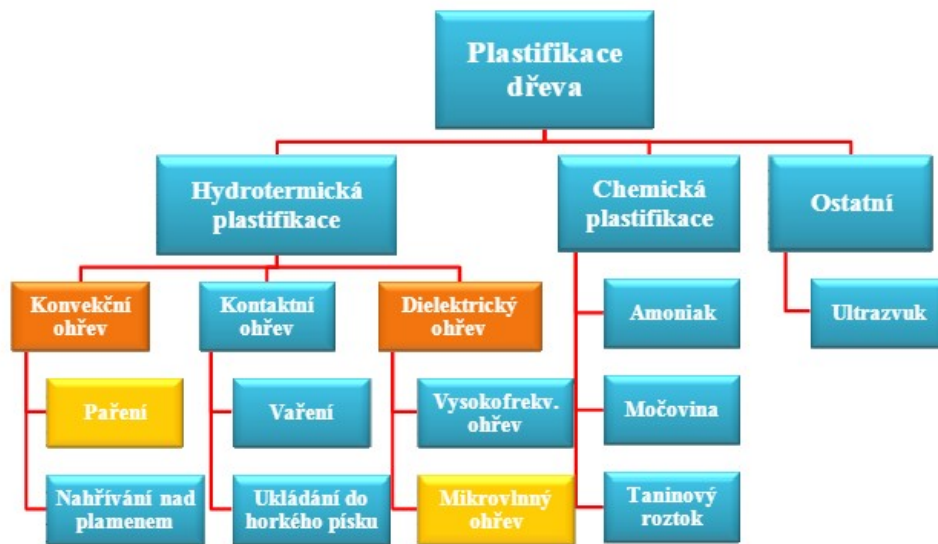 Plastifikace
dřeva
Hydrotermická
plastifikace
Chemická
plastifikace
Ostatní
Konvekční
ohřev
Kontaktní
ohřev
Dielektrický
ohřev
Amoniak
Ultrazvuk
Paření
Vaření
Vysokofrekv.
ohřev
Močovina
Nahřívání nad
plamenem
Ukládání do
horkého písku
Mikrovlnný
ohřev
Taninový
roztok